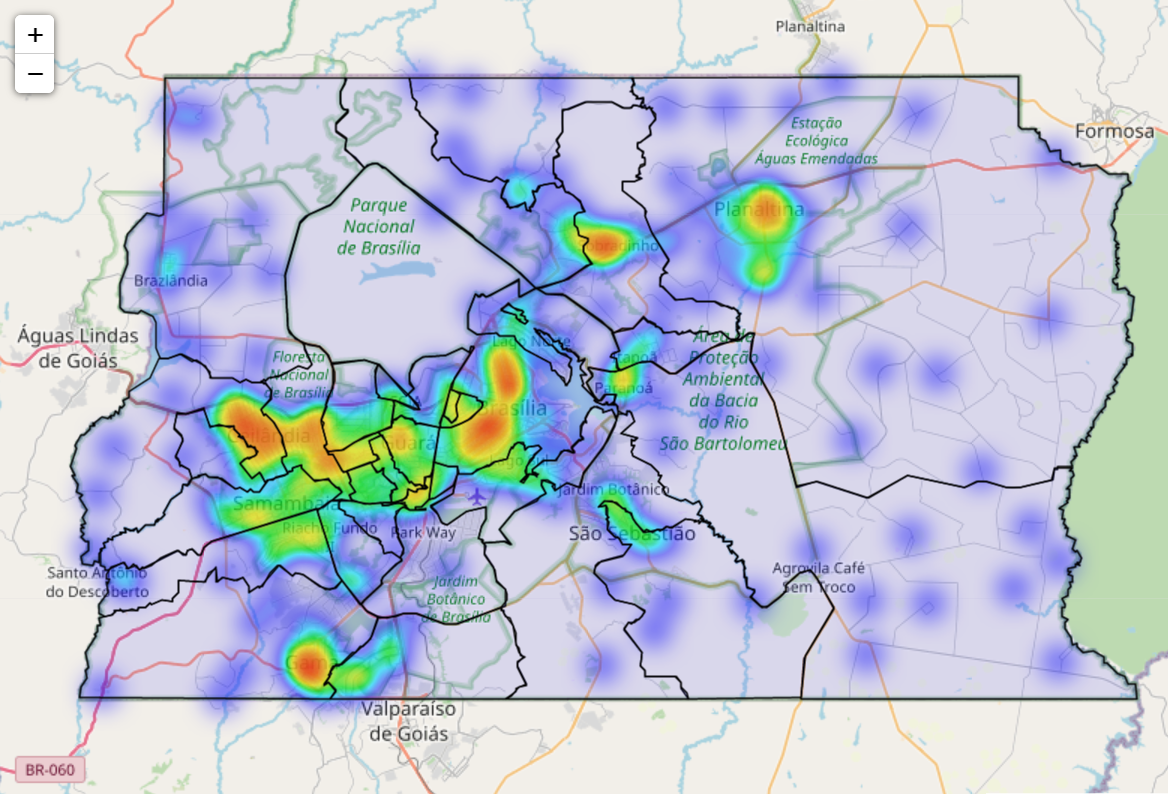 +
−
Planaltina
Formosa
Estação
Ecológica
Águas Emendadas
Parque
Nacional
de Brasília
Planaltina
Sobradinho
Brazlândia
Águas Lindas
de Goiás
Lago Norte
Floresta
Nacional
de Brasília
Itapoã
Paranoá
Área de
Proteção
Ambiental
da Bacia
do Rio
São Bartolomeu
Brasília
Ceilândia
Guará
Lago Sul
Samambaia
Jardim Botânico
Riacho Fundo
Park Way
São Sebastião
Santo Antônio
do Descoberto
Jardim
Botânico
de Brasília
Agrovila Café
Sem Troco
Gama
Valparaíso
de Goiás
BR-060